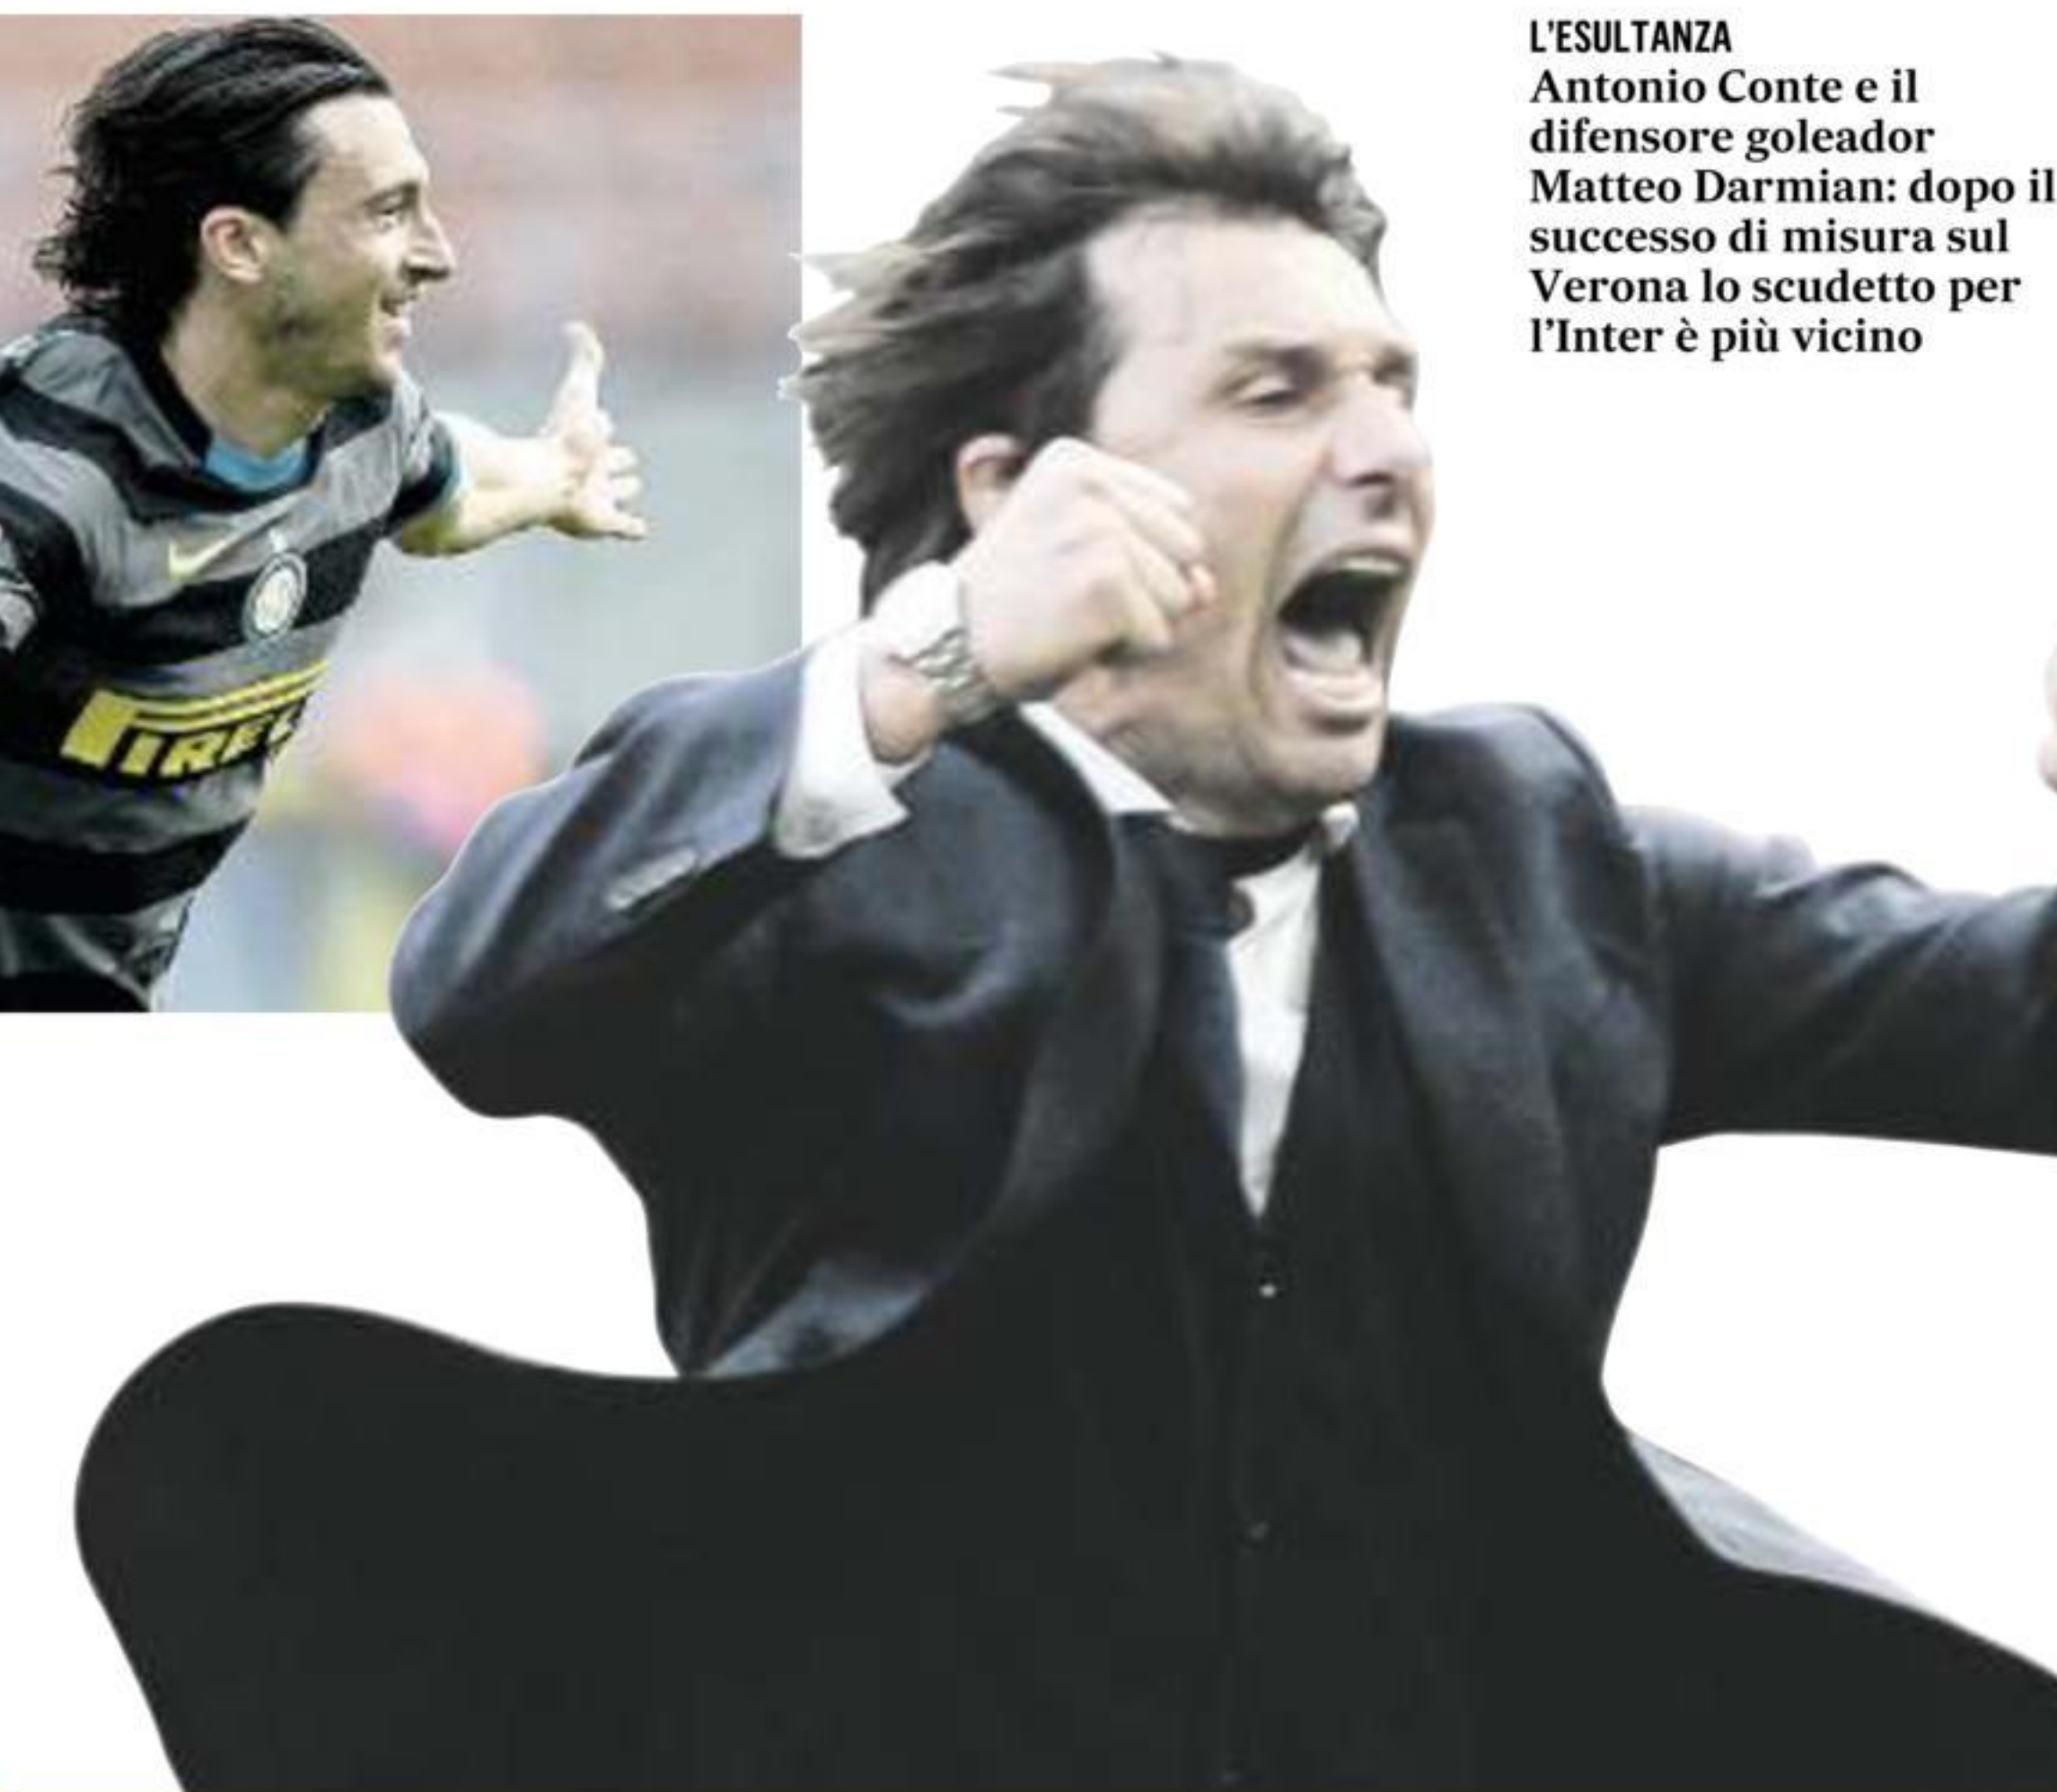 L'ESULTANZA
Antonio Conte e il
difensore goleador
Matteo Darmian: dopo il
successo di misura sul
Verona lo scudetto per
l'Inter è più vicino
PIRELLI